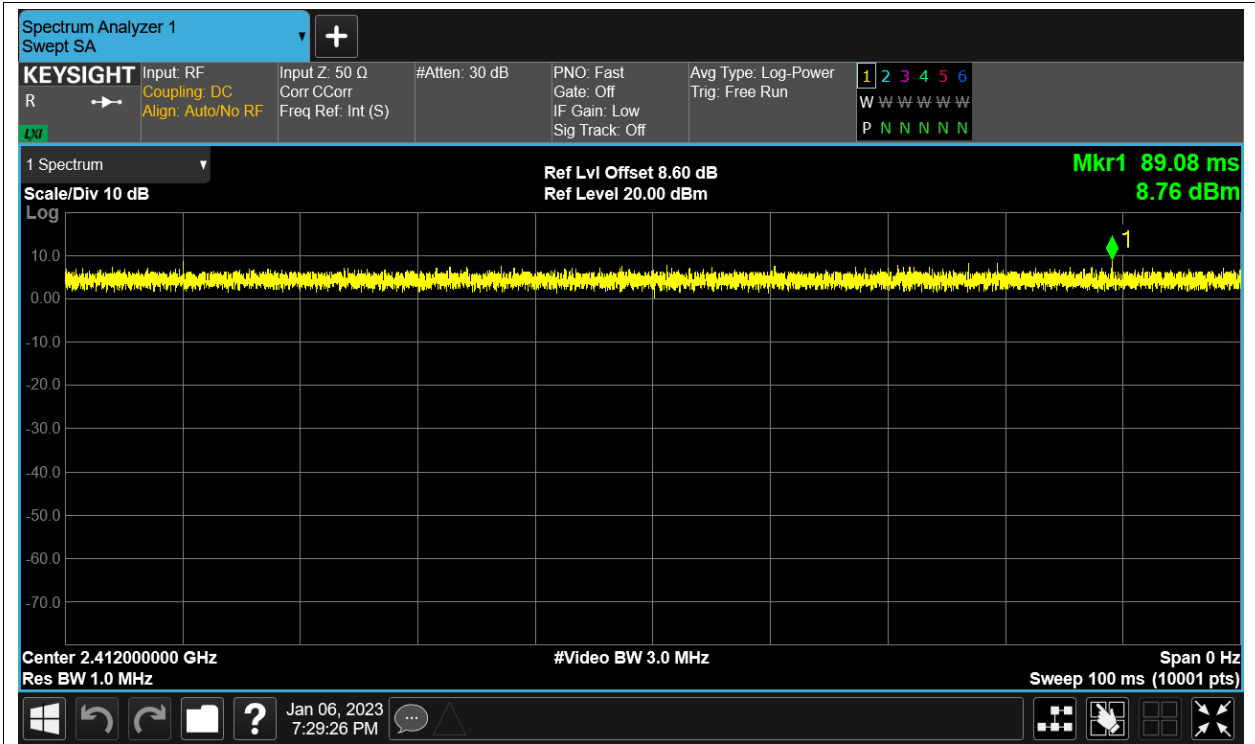 Spectrum Analyzer 1
Swept SA
+
KEYSIGHT
R
LXI
Input: RF
Coupling: DC
Align: Auto/No RF
Input Z: 50 Ω
Corr CCorr
Freq Ref: Int (S)
#Atten: 30 dB
PNO: Fast
Gate: Off
IF Gain: Low
Sig Track: Off
Avg Type: Log-Power
Trig: Free Run
1 2 3 4 5 6
W W W W W W
P N N N N N
1 Spectrum
Scale/Div 10 dB
Ref Lvl Offset 8.60 dB
Ref Level 20.00 dBm
Mkr1 89.08 ms
8.76 dBm
Log
1
10.0
0.00
-10.0
-20.0
-30.0
-40.0
-50.0
-60.0
-70.0
Center 2.412000000 GHz
#Video BW 3.0 MHz
Span 0 Hz
Res BW 1.0 MHz
Sweep 100 ms (10001 pts)
?
Jan 06, 2023
7:29:26 PM